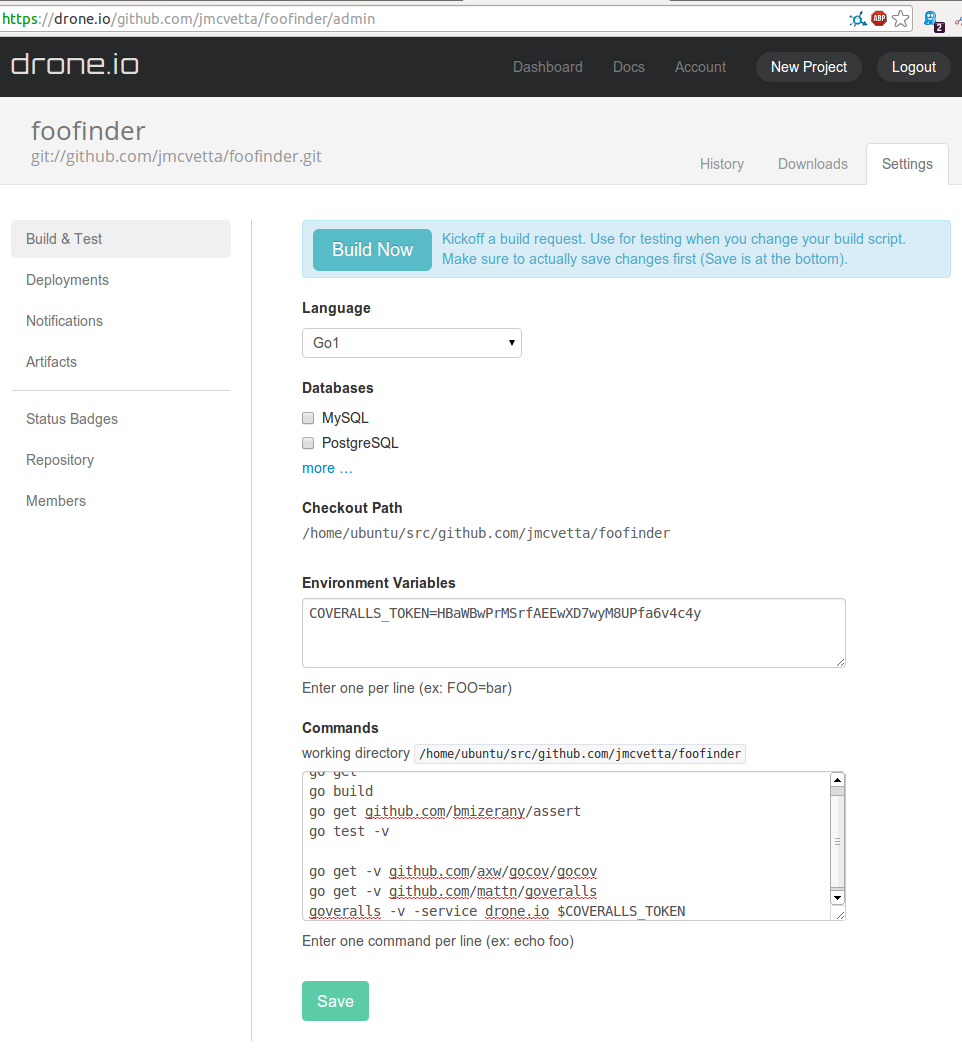 https://drone.io/github.com/jmcvetta/foofinder/admin
ABP
2
drone.io
Dashboard
Docs
Account
New Project
Logout
foofinder
git://github.com/jmcvetta/foofinder.git
History
Downloads
Settings
Build & Test
Deployments
Notifications
Artifacts
Status Badges
Repository
Members
Build Now
Kickoff a build request. Use for testing when you change your build script.
Make sure to actually save changes first (Save is at the bottom).
Language
Go1
Databases
MySQL
PostgreSQL
more …
Checkout Path
/home/ubuntu/src/github.com/jmcvetta/foofinder
Environment Variables
COVERALLS_TOKEN=HBaWBwPrMSrfAEEwXD7wyM8UPfa6v4c4y
Enter one per line (ex: FOO=bar)
Commands
working directory /home/ubuntu/src/github.com/jmcvetta/foofinder
go get
go build
go get github.com/bmizerany/assert
go test -v
go get -v github.com/axw/gocov/gocov
go get -v github.com/mattn/goveralls
goveralls -v -service drone.io $COVERALLS_TOKEN
Enter one command per line (ex: echo foo)
Save